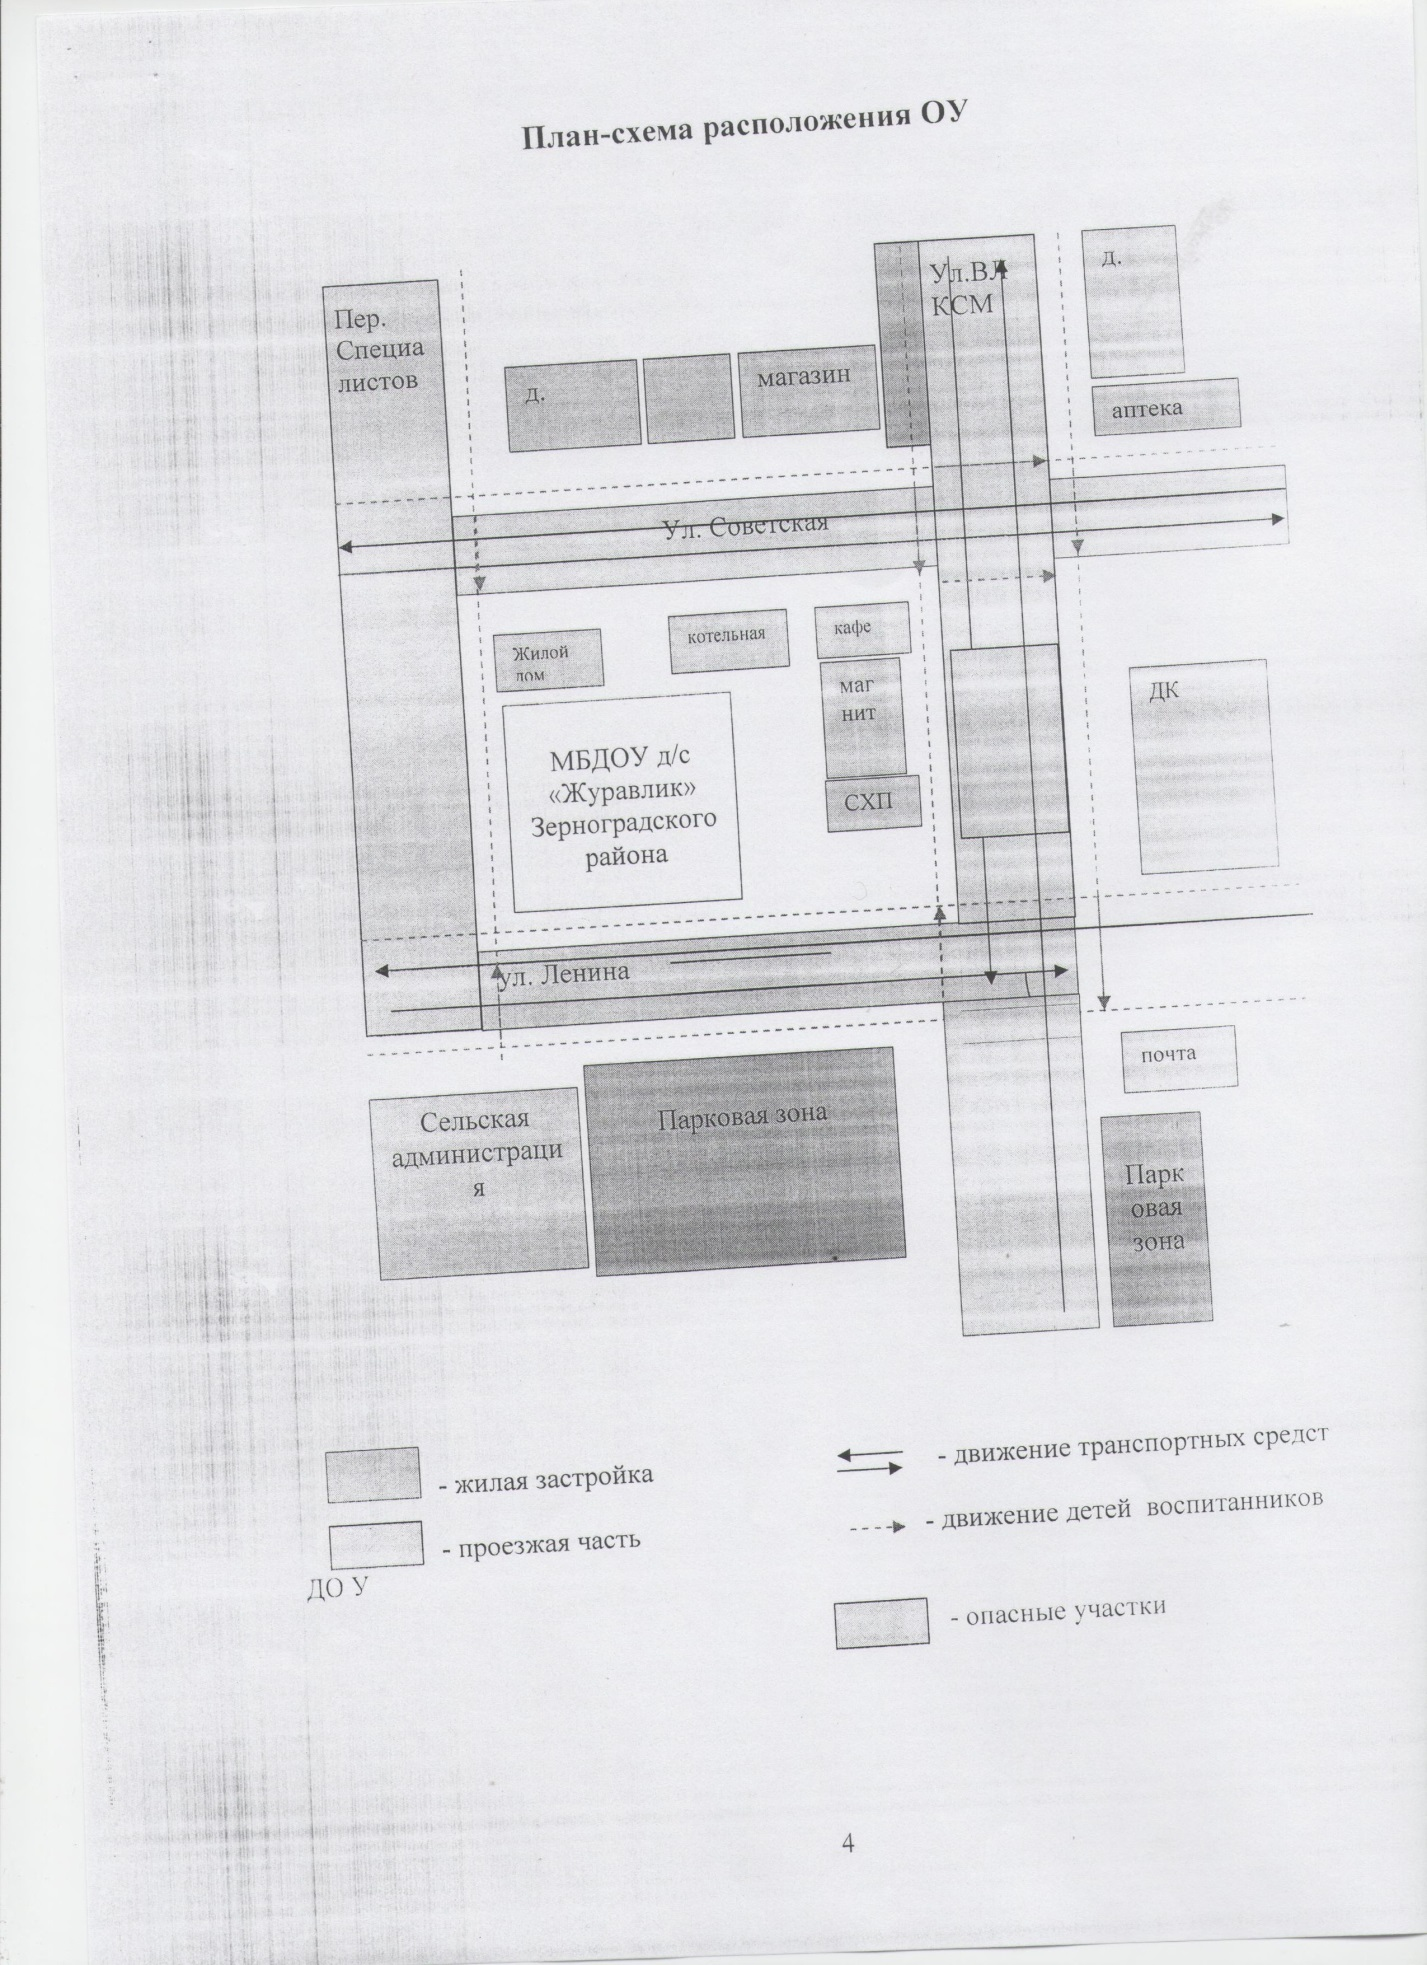 План-схема расположения ОУ
Пер.
Специа
листов
д.
магазин
Ул.ВЛ
КСМ
д.
аптека
Ул. Советская
Жилой
дом
котельная
кафе
маг
нит
СХП
ДК
МБДОУ д/с
«Журавлик»
Зерноградского
района
ул. Ленина
почта
Сельская
администраци
я
Парковая зона
Парк
овая
зона
- жилая застройка
- проезжая часть
ДО У
- движение транспортных средст
- движение детей воспитанников
- опасные участки
4